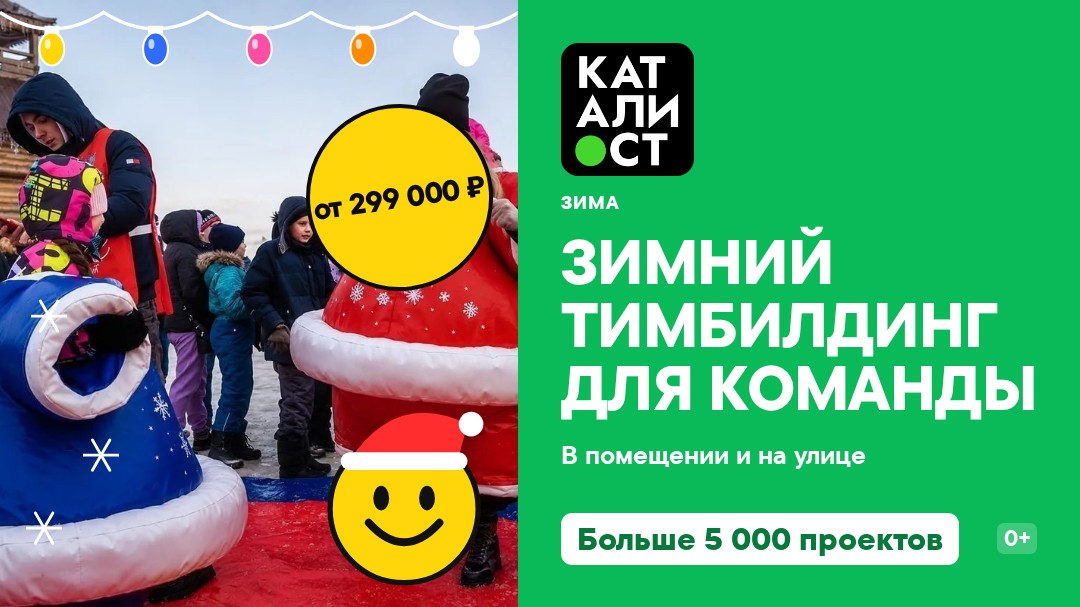 от 299 000 ₽
КАТ
АЛИ
СТ
ЗИМА
ЗИМНИЙ
ТИМБИЛДИНГ
ДЛЯ КОМАНДЫ
В помещении и на улице
Больше 5 000 проектов
0+